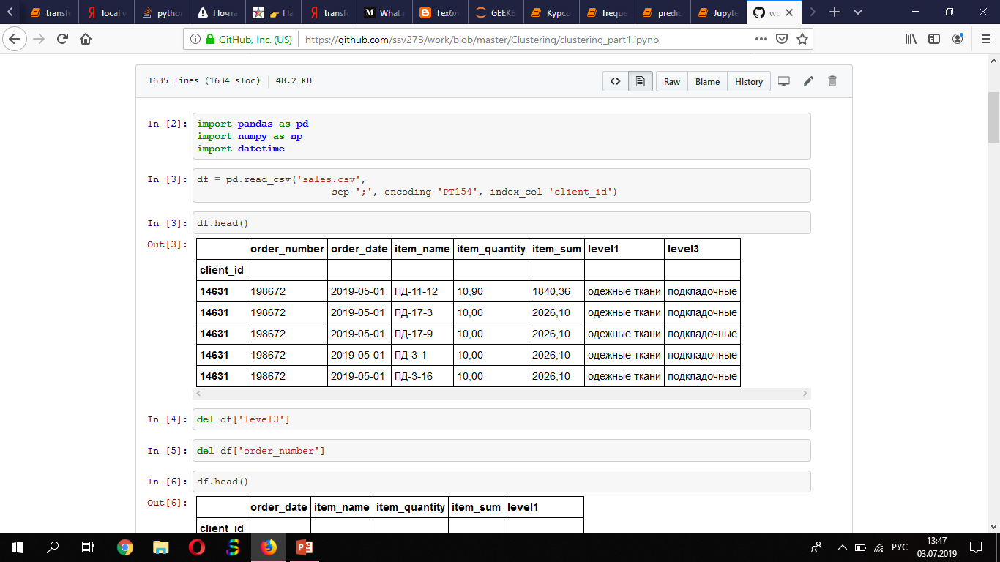 transfe
local v
python
Почта
Па
transfo
What i
Техбл
GEEKB
Курсо
freque
predic
Jupyte
wo
GitHub, Inc. (US)
https://github.com/ssv273/work/blob/master/Clustering/clustering_part1.ipynb
1635 lines (1634 sloc) 48.2 KB
Raw Blame History
In [2]: import pandas as pd
import numpy as np
import datetime
In [3]: df = pd.read_csv('sales.csv',
sep=';', encoding='PT154', index_col='client_id')
In [3]: df.head()
Out[3]:
order_number order_date item_name item_quantity item_sum level1 level3
client_id
14631 198672 2019-05-01 ПД-11-12 10,90 1840,36 одежные ткани подкладочные
14631 198672 2019-05-01 ПД-17-3 10,00 2026,10 одежные ткани подкладочные
14631 198672 2019-05-01 ПД-17-9 10,00 2026,10 одежные ткани подкладочные
14631 198672 2019-05-01 ПД-3-1 10,00 2026,10 одежные ткани подкладочные
14631 198672 2019-05-01 ПД-3-16 10,00 2026,10 одежные ткани подкладочные
In [4]: del df['level3']
In [5]: del df['order_number']
In [6]: df.head()
Out[6]:
order_date item_name item_quantity item_sum level1
client_id
РУС
13:47
03.07.2019